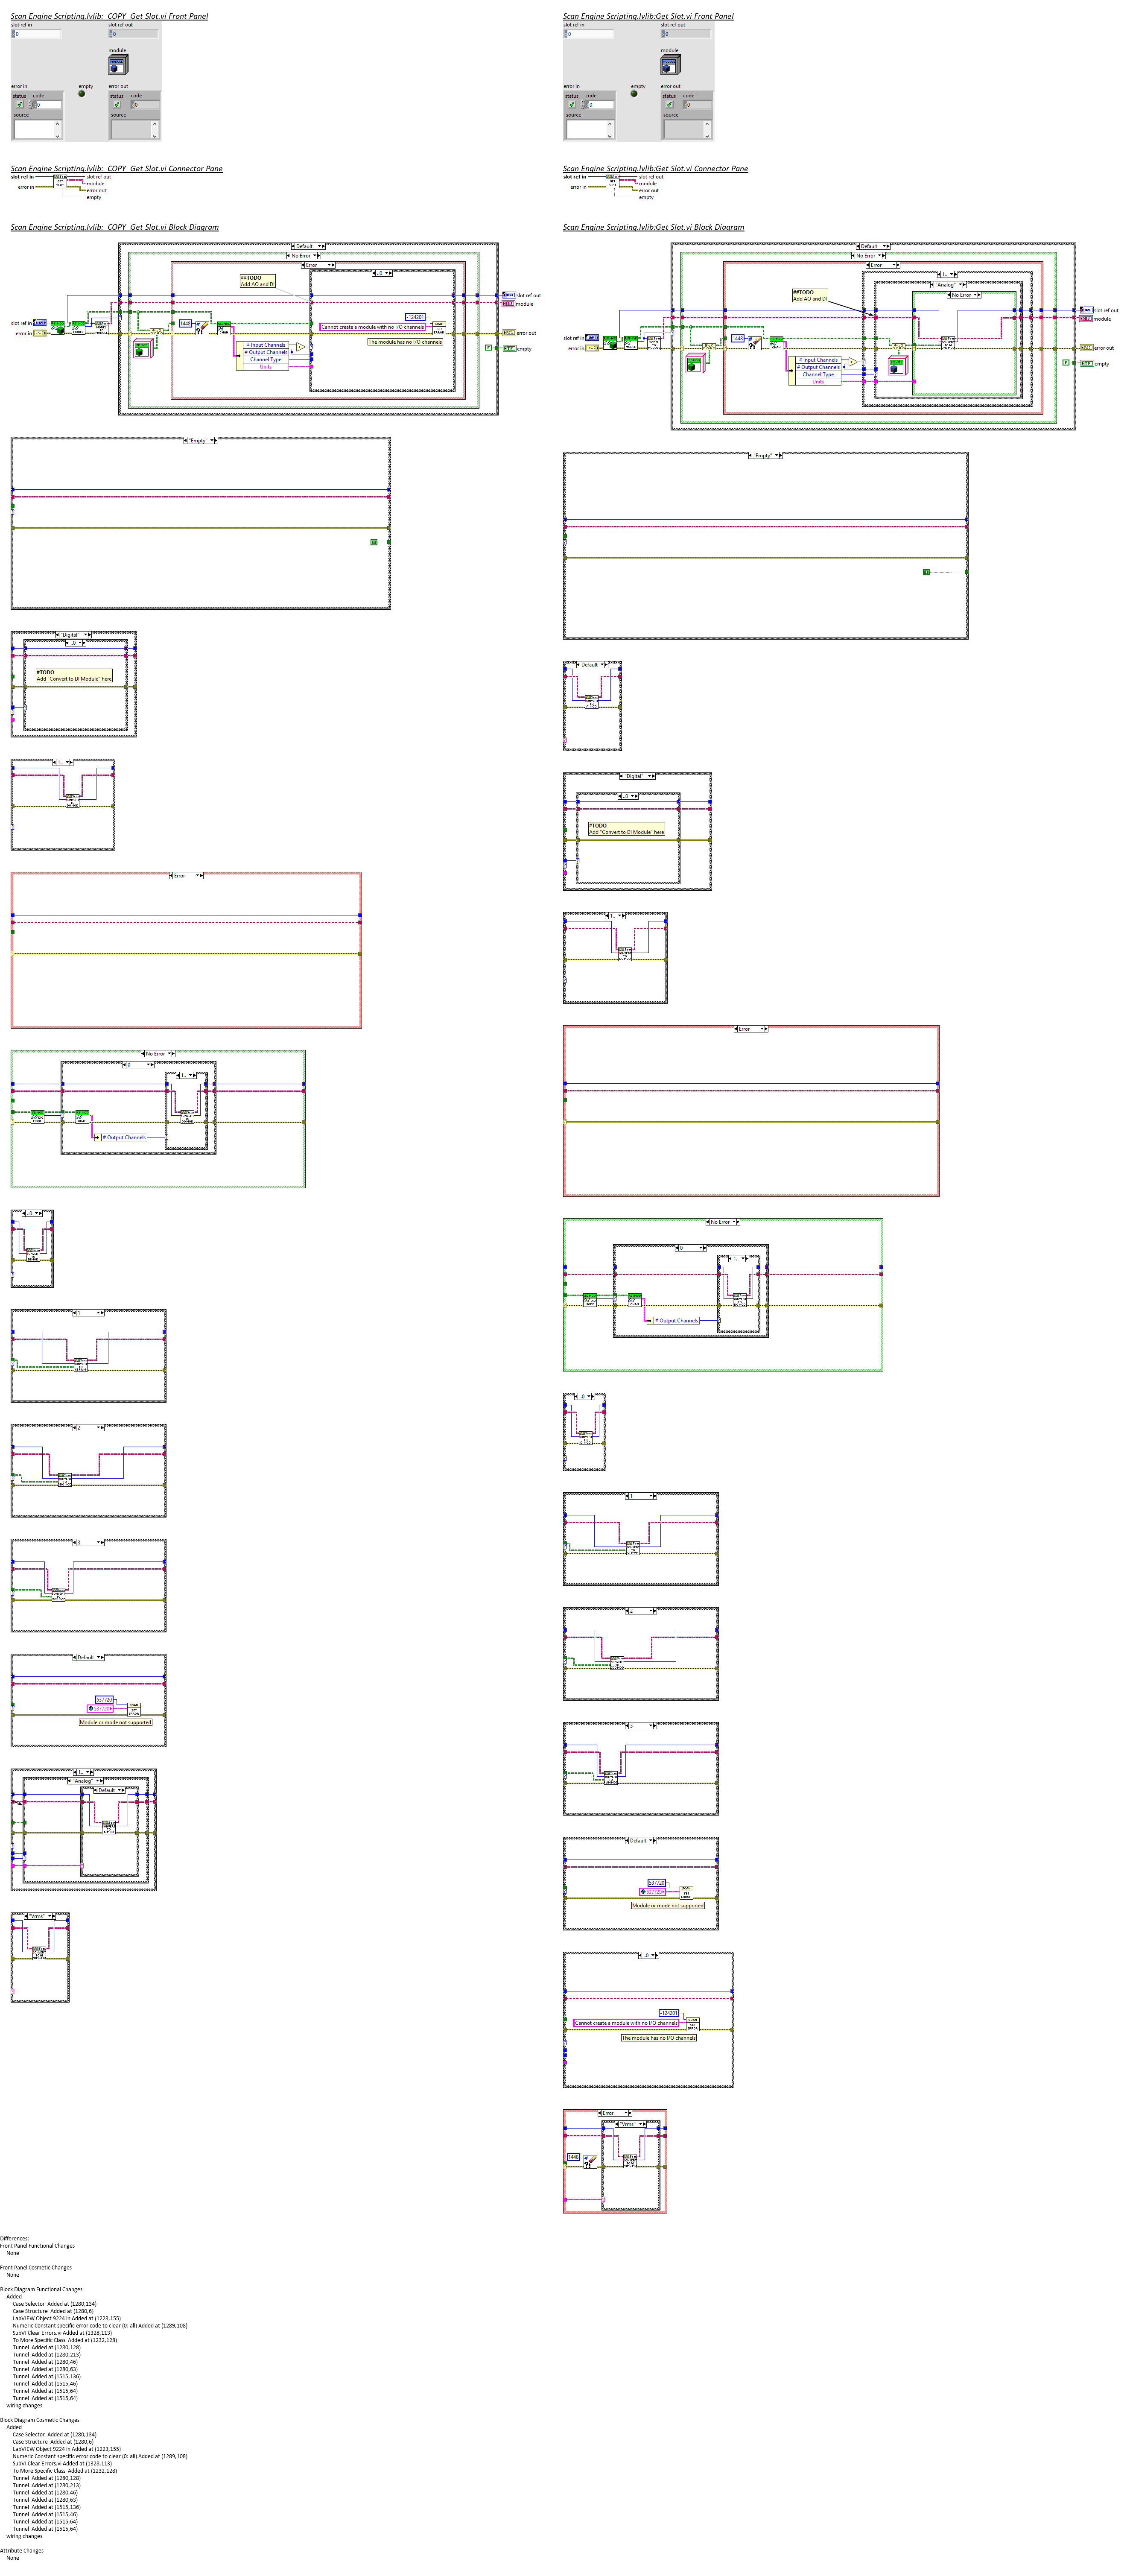 Scan Engine Scripting.lvlib:_COPY_Get Slot.vi Front Panel
slot ref in
slot ref out
0
0
module
error in
empty
error out
status code
status code
0
0
source
source
Scan Engine Scripting.lvlib:_COPY_Get Slot.vi Connector Pane
slot ref in
slot ref out
module
error in
error out
empty
Scan Engine Scripting.lvlib:_COPY_Get Slot.vi Block Diagram
Default
No Error
Error
..0
##TODO
Add AO and DI
slot ref out
module
slot ref in
error in
1448
-124201
Cannot create a module with no I/O channels
error out
The module has no I/O channels
# Input Channels
# Output Channels
Channel Type
Units
empty
"Empty"
"Digital"
..0
#TODO
Add "Convert to DI Module" here
1..
Error
No Error
0
1..
# Output Channels
..0
1
2
3
Default
537720
Module or mode not supported
1..
"Analog"
Default
"Vrms"
Scan Engine Scripting.lvlib:Get Slot.vi Front Panel
slot ref in
slot ref out
0
0
module
error in
empty
error out
status code
status code
0
0
source
source
Scan Engine Scripting.lvlib:Get Slot.vi Connector Pane
slot ref in
slot ref out
module
error in
error out
empty
Scan Engine Scripting.lvlib:Get Slot.vi Block Diagram
Default
No Error
Error
1..
"Analog"
No Error
##TODO
Add AO and DI
slot ref out
module
slot ref in
error in
1448
error out
# Input Channels
# Output Channels
Channel Type
Units
empty
"Empty"
Default
"Digital"
..0
#TODO
Add "Convert to DI Module" here
1..
Error
No Error
0
1..
# Output Channels
..0
1
2
3
Default
537720
Module or mode not supported
..0
-124201
Cannot create a module with no I/O channels
The module has no I/O channels
Error
"Vrms"
1448
Differences:
Front Panel Functional Changes
None
Front Panel Cosmetic Changes
None
Block Diagram Functional Changes
Added
Case Selector  Added at (1280,134)
Case Structure  Added at (1280,6)
LabVIEW Object 9224 in Added at (1223,155)
Numeric Constant specific error code to clear (0: all) Added at (1289,108)
SubVI Clear Errors.vi Added at (1328,113)
To More Specific Class  Added at (1232,128)
Tunnel  Added at (1280,128)
Tunnel  Added at (1280,213)
Tunnel  Added at (1280,46)
Tunnel  Added at (1280,63)
Tunnel  Added at (1515,136)
Tunnel  Added at (1515,46)
Tunnel  Added at (1515,64)
Tunnel  Added at (1515,64)
wiring changes
Block Diagram Cosmetic Changes
Added
Case Selector  Added at (1280,134)
Case Structure  Added at (1280,6)
LabVIEW Object 9224 in Added at (1223,155)
Numeric Constant specific error code to clear (0: all) Added at (1289,108)
SubVI Clear Errors.vi Added at (1328,113)
To More Specific Class  Added at (1232,128)
Tunnel  Added at (1280,128)
Tunnel  Added at (1280,213)
Tunnel  Added at (1280,46)
Tunnel  Added at (1280,63)
Tunnel  Added at (1515,136)
Tunnel  Added at (1515,46)
Tunnel  Added at (1515,64)
Tunnel  Added at (1515,64)
wiring changes
Attribute Changes
None